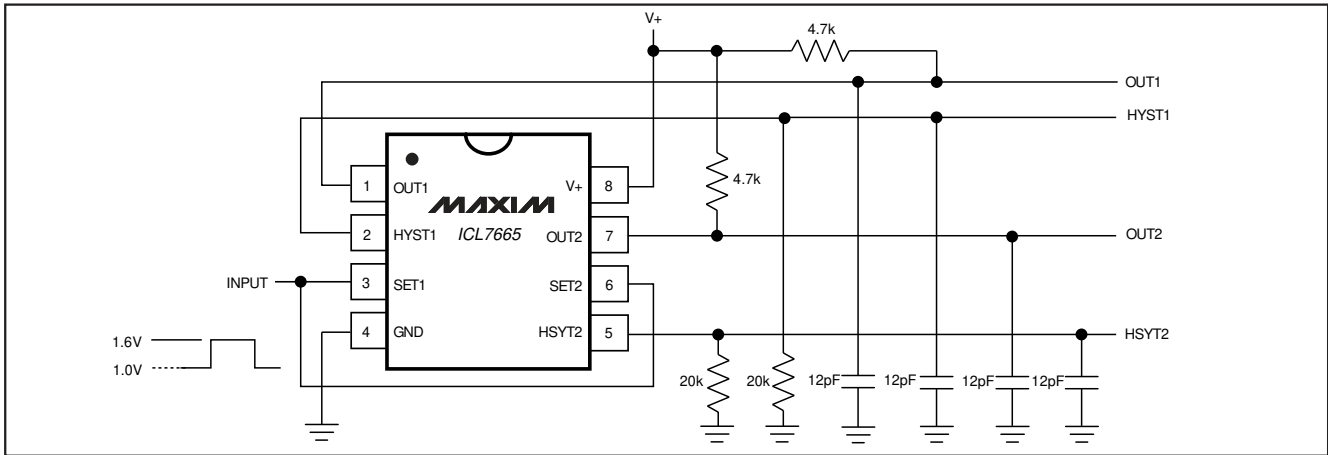 V+
4.7k
OUT1
HYST1
4.7k
1 OUT1
V+ 8
MAXIM
ICL7665
2 HYST1
OUT2 7
OUT2
INPUT
3 SET1
SET2 6
4 GND
HSYT2 5
HSYT2
1.6V
1.0V
20k
20k
12pF
12pF
12pF
12pF